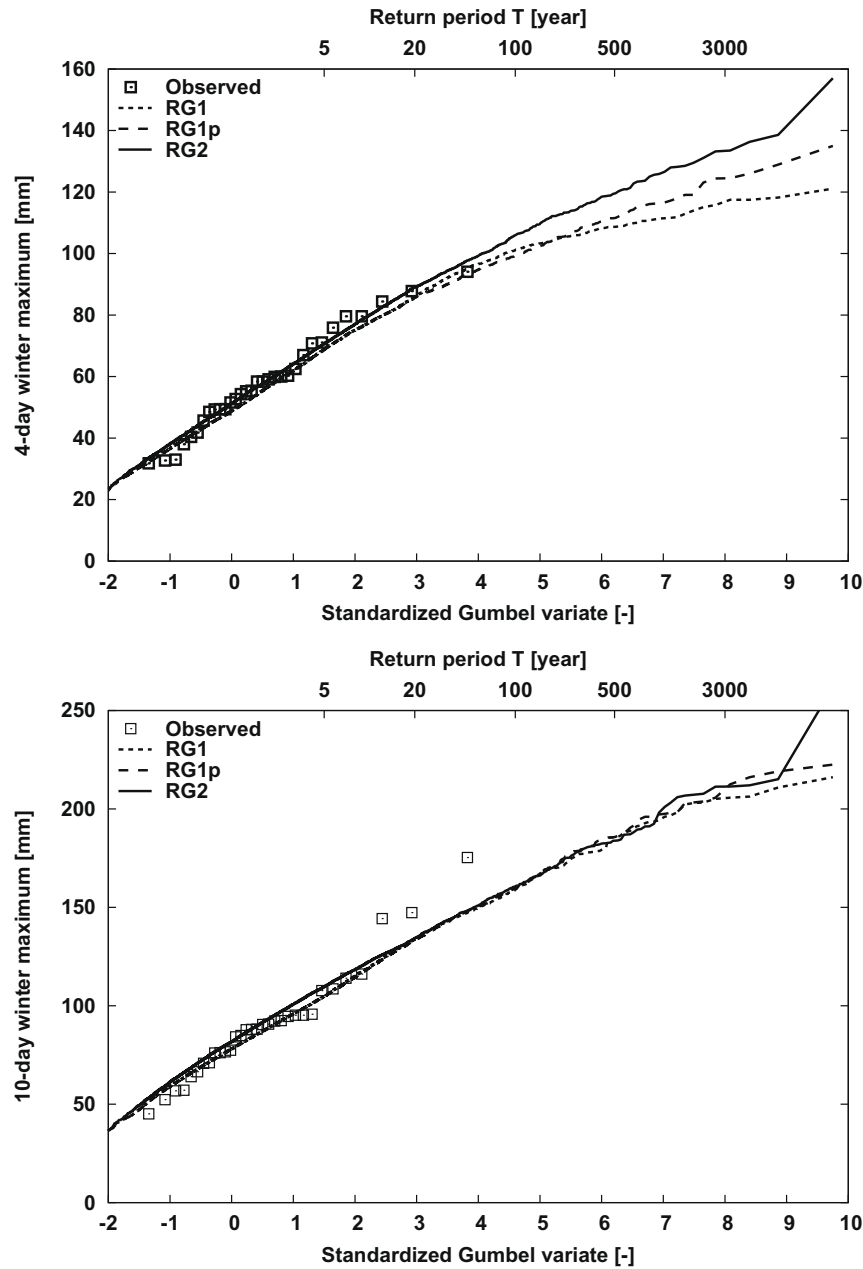 Return period T [year]
5 20 100 500 3000
160
140
120
100
80
60
40
20
0
4-day winter maximum [mm]
Observed
RG1
RG1p
RG2
-2 -1 0 1 2 3 4 5 6 7 8 9 10
Standardized Gumbel variate [-]
Return period T [year]
5 20 100 500 3000
250
200
150
100
50
0
10-day winter maximum [mm]
Observed
RG1
RG1p
RG2
-2 -1 0 1 2 3 4 5 6 7 8 9 10
Standardized Gumbel variate [-]